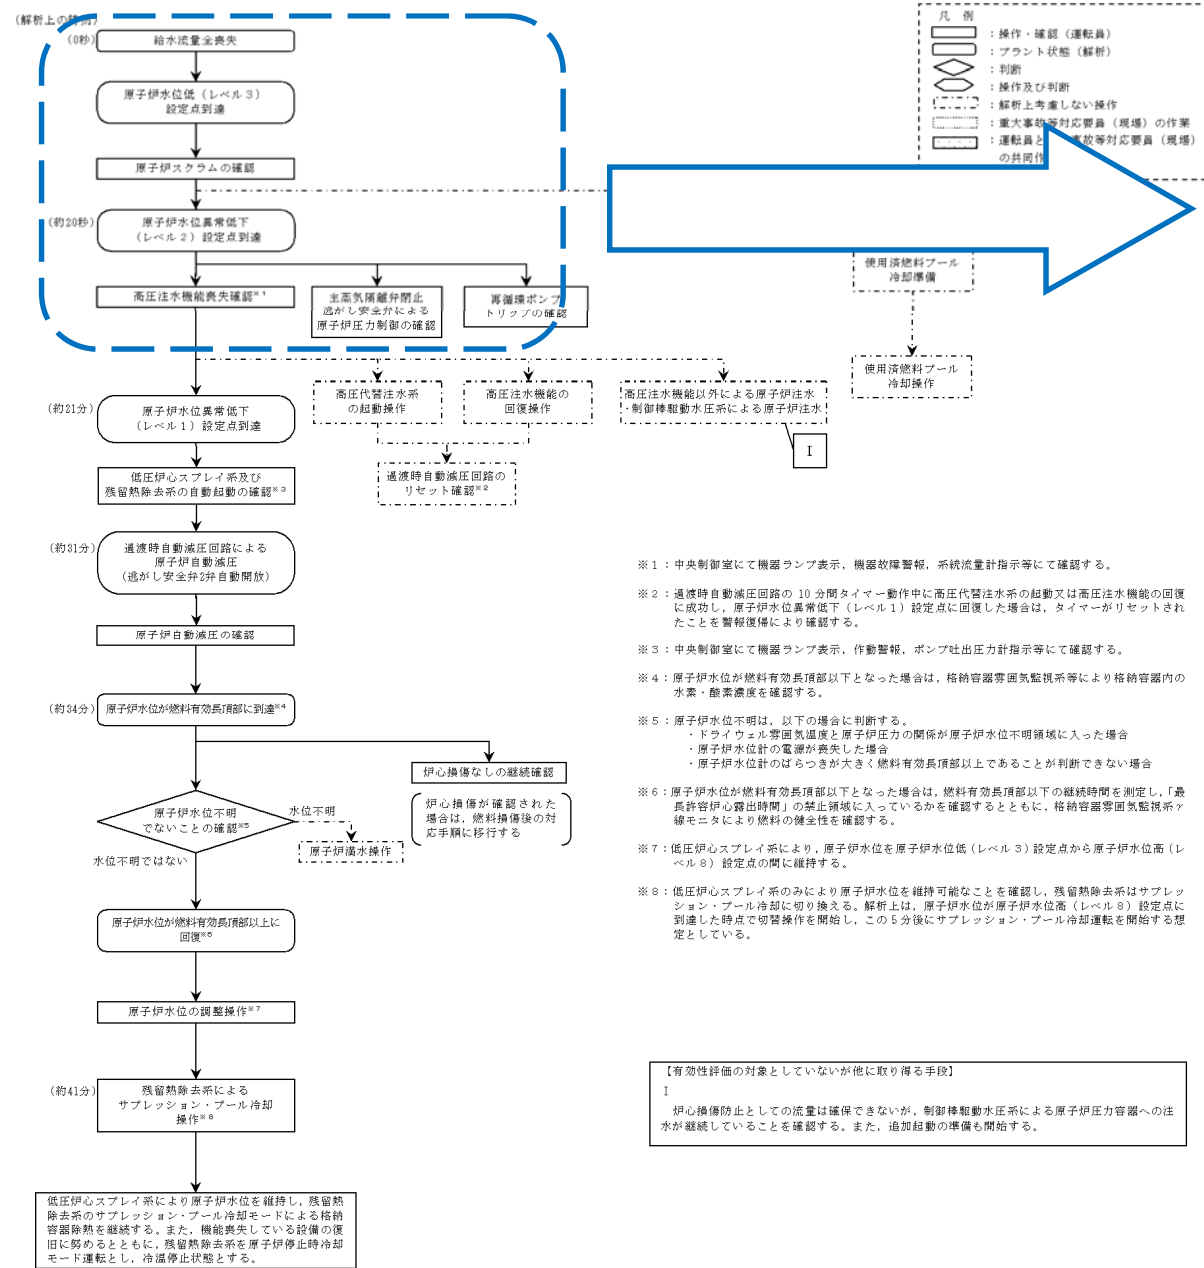 (解析上の時刻)
(0秒)
給水流量全喪失
原子炉水位低（レベル３）
設定点到達
原子炉スクラムの確認
(約20秒)
原子炉水位異常低下
（レベル２）設定点到達
高圧注水機能喪失確認※１
主蒸気隔離弁閉止
逃がし安全弁による
原子炉圧力制御の確認
再循環ポンプ
トリップの確認
凡　例
：操作・確認（運転員）
：プラント状態（解析）
：判断
：操作及び判断
：解析上考慮しない操作
：重大事故等対応要員（現場）の作業
：運転員と
故等対応要員（現場）
の共同作
使用済燃料プール
冷却準備
使用済燃料プール
冷却操作
高圧代替注水系
の起動操作
高圧注水機能の
回復操作
高圧注水機能以外による原子炉注水
・制御棒駆動水圧系による原子炉注水
Ⅰ
過渡時自動減圧回路の
リセット確認※２
(約21分)
原子炉水位異常低下
（レベル１）設定点到達
低圧炉心スプレイ系及び
残留熱除去系の自動起動の確認※３
(約31分)
過渡時自動減圧回路による
原子炉自動減圧
(逃がし安全弁2弁自動開放)
原子炉自動減圧の確認
(約34分)
原子炉水位が燃料有効長頂部に到達※４
炉心損傷なしの継続確認
炉心損傷が確認された
場合は，燃料損傷後の対
応手順に移行する
原子炉水位不明
でないことの確認※５
水位不明
原子炉満水操作
水位不明ではない
原子炉水位が燃料有効長頂部以上に
回復※６
原子炉水位の調整操作※７
(約41分)
残留熱除去系による
サプレッション・プール冷却
操作※８
低圧炉心スプレイ系により原子炉水位を維持し，残留熱
除去系のサプレッション・プール冷却モードによる格納
容器除熱を継続する。また，機能喪失している設備の復
旧に努めるとともに，残留熱除去系を原子炉停止時冷却
モード運転とし，冷温停止状態とする。
※１：中央制御室にて機器ランプ表示，機器故障警報，系統流量計指示等にて確認する。
※２：過渡時自動減圧回路の 10 分間タイマー動作中に高圧代替注水系の起動又は高圧注水機能の回復
に成功し，原子炉水位異常低下（レベル１）設定点に回復した場合は，タイマーがリセットされ
たことを警報復帰により確認する。
※３：中央制御室にて機器ランプ表示，作動警報，ポンプ吐出圧力計指示等にて確認する。
※４：原子炉水位が燃料有効長頂部以下となった場合は，格納容器雰囲気監視系等により格納容器内の
水素・酸素濃度を確認する。
※５：原子炉水位不明は，以下の場合に判断する。
・ドライウェル雰囲気温度と原子炉圧力の関係が原子炉水位不明領域に入った場合
・原子炉水位計の電源が喪失した場合
・原子炉水位計のばらつきが大きく燃料有効長頂部以上であることが判断できない場合
※６：原子炉水位が燃料有効長頂部以下となった場合は，燃料有効長頂部以下の継続時間を測定し，「最
長許容炉心露出時間」の禁止領域に入っているかを確認するとともに，格納容器雰囲気監視系γ
線モニタにより燃料の健全性を確認する。
※７：低圧炉心スプレイ系により，原子炉水位を原子炉水位低（レベル３）設定点から原子炉水位高（レ
ベル８）設定点の間に維持する。
※８：低圧炉心スプレイ系のみにより原子炉水位を維持可能なことを確認し，残留熱除去系はサプレッ
ション・プール冷却に切り換える。解析上は，原子炉水位が原子炉水位高（レベル８）設定点に
到達した時点で切替操作を開始し，この５分後にサプレッション・プール冷却運転を開始する想
定としている。
【有効性評価の対象としていないが他に取り得る手段】
Ⅰ
炉心損傷防止としての流量は確保できないが，制御棒駆動水圧系による原子炉圧力容器への注
水が継続していることを確認する。また，追加起動の準備も開始する。